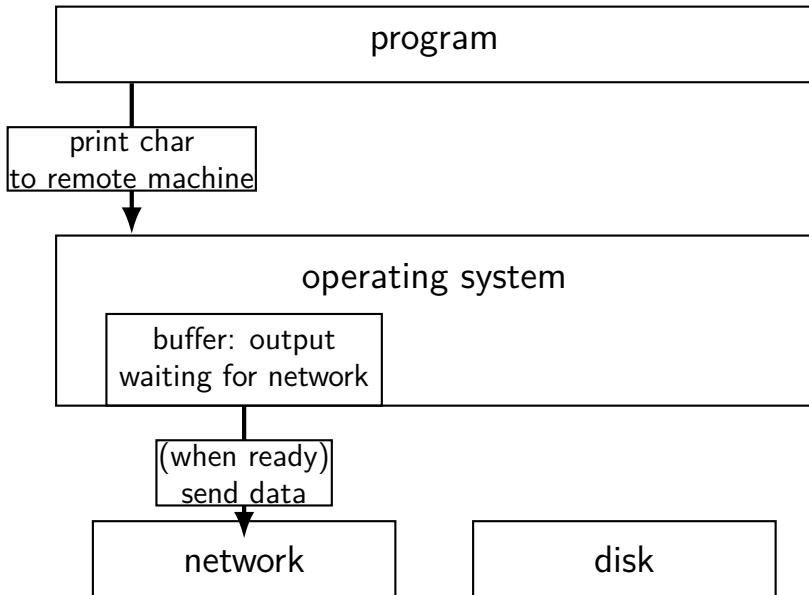 program
print char
to remote machine
operating system
buffer: output
waiting for network
(when ready)
send data
network
disk